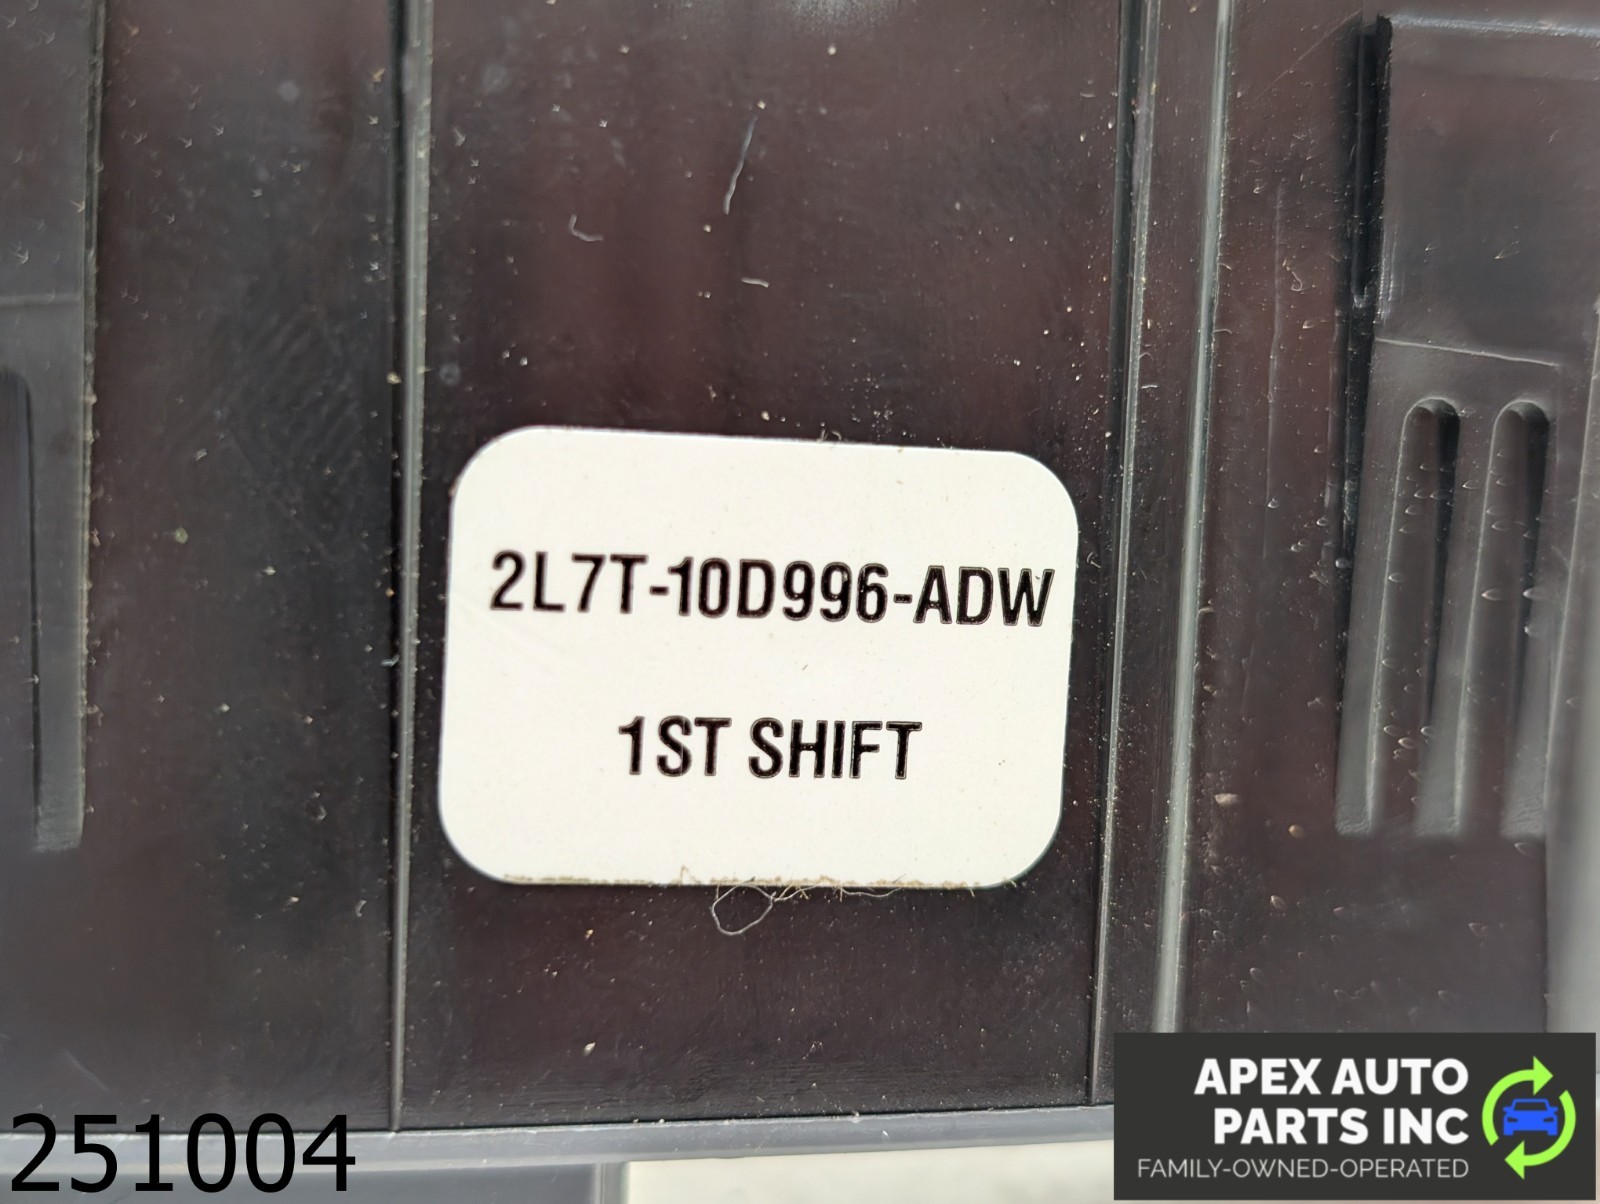 2L7T-10D996-ADW
1ST SHIFT
251004
APEX AUTO
PARTS INC
FAMILY-OWNED-OPERATED